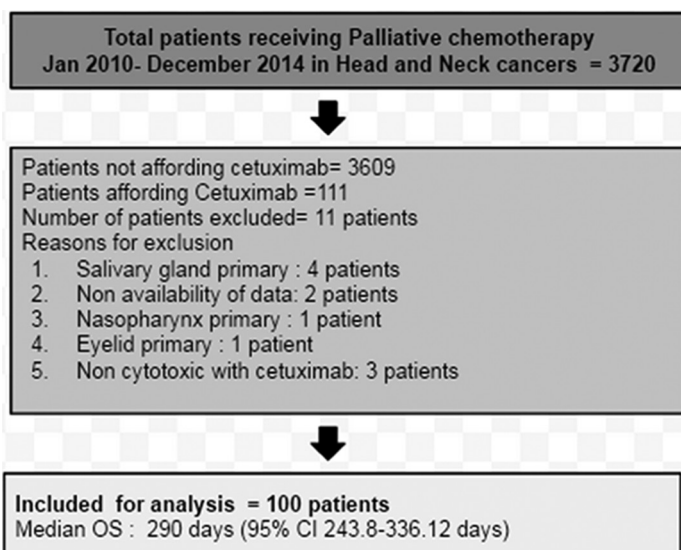 Total patients receiving Palliative chemotherapy
Jan 2010- December 2014 in Head and Neck cancers = 3720
Patients not affording cetuximab= 3609
Patients affording Cetuximab =111
Number of patients excluded= 11 patients
Reasons for exclusion
1. Salivary gland primary : 4 patients
2. Non availability of data: 2 patients
3. Nasopharynx primary : 1 patient
4. Eyelid primary : 1 patient
5. Non cytotoxic with cetuximab: 3 patients
Included for analysis = 100 patients
Median OS : 290 days (95% CI 243.8-336.12 days)